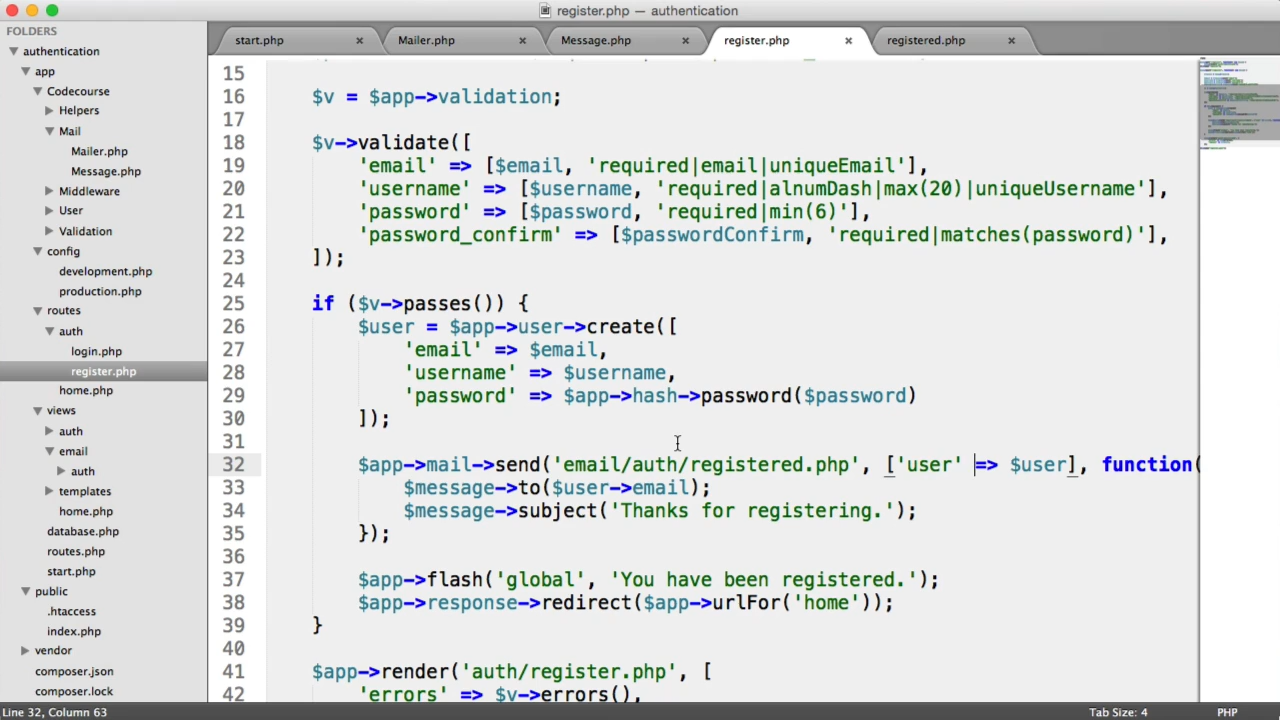 register.php — authentication
FOLDERS
authentication
app
Codecourse
Helpers
Mail
Mailer.php
Message.php
Middleware
User
Validation
config
development.php
production.php
routes
auth
login.php
register.php
home.php
views
auth
email
auth
templates
home.php
database.php
routes.php
start.php
public
.htaccess
index.php
vendor
composer.json
composer.lock
start.php × Mailer.php × Message.php × register.php × registered.php ×
15
16 $v = $app->validation;
17
18 $v->validate([
19 'email' => [$email, 'required|email|uniqueEmail'],
20 'username' => [$username, 'required|alnumDash|max(20)|uniqueUsername'],
21 'password' => [$password, 'required|min(6)'],
22 'password_confirm' => [$passwordConfirm, 'required|matches(password)'],
23 ]);
24
25 if ($v->passes()) {
26 $user = $app->user->create([
27 'email' => $email,
28 'username' => $username,
29 'password' => $app->hash->password($password)
30 ]);
31
32 $app->mail->send('email/auth/registered.php', ['user' => $user], function(
33 $message->to($user->email);
34 $message->subject('Thanks for registering.');
35 });
36
37 $app->flash('global', 'You have been registered.');
38 $app->response->redirect($app->urlFor('home'));
39 }
40
41 $app->render('auth/register.php', [
42 'errors' => $v->errors(),
Line 32, Column 63
Tab Size: 4
PHP